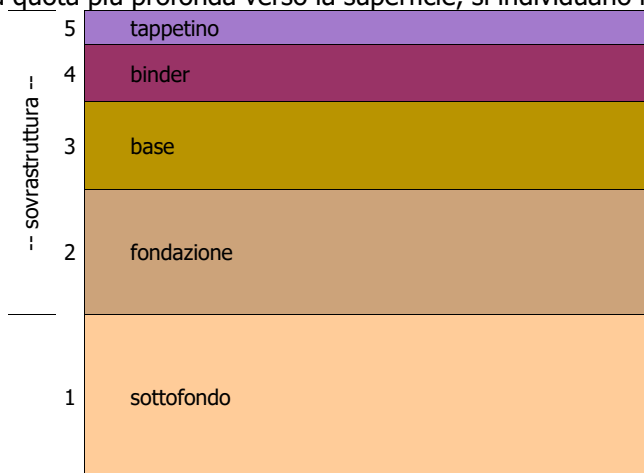 quota più profonda verso la superficie, si individuano
5 tappetino
4 binder
3 base
2 fondazione
1 sottofondo
-- sovrastruttura --